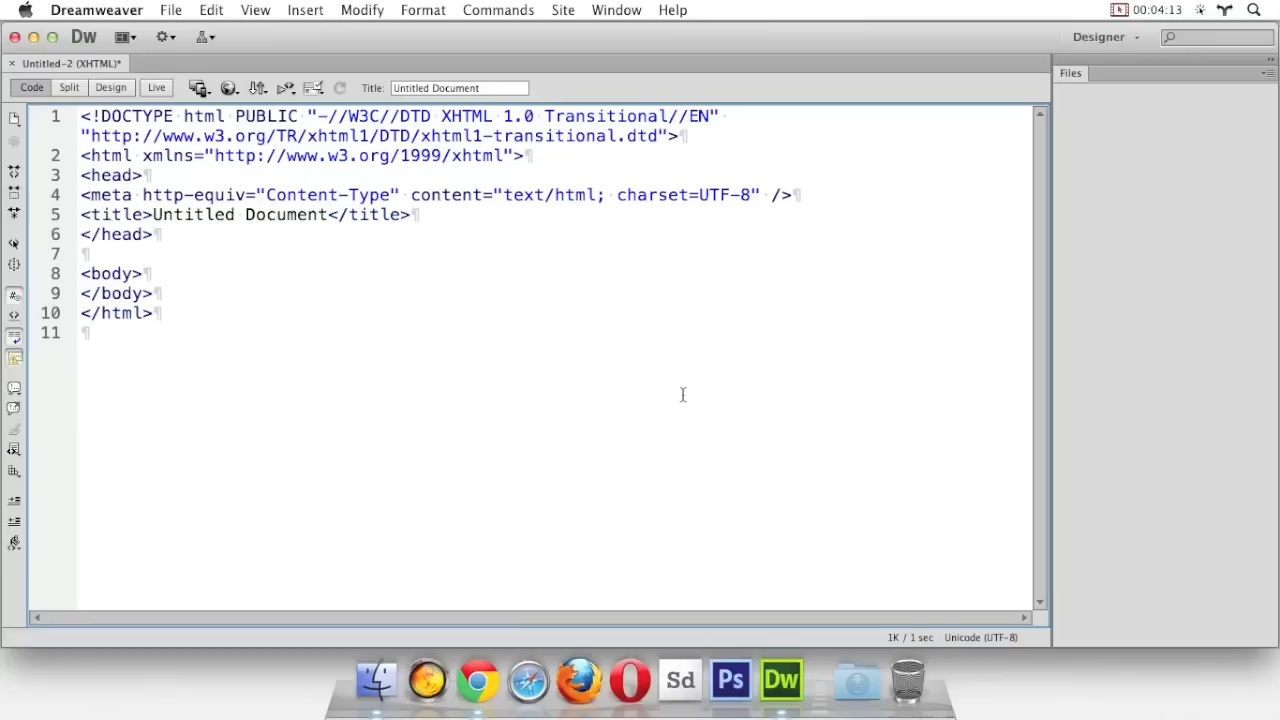 Dreamweaver File Edit View Insert Modify Format Commands Site Window Help 00:04:13
Dw Designer
× Untitled-2 (XHTML)* Files
Code Split Design Live Title: Untitled Document
1 <!DOCTYPE html PUBLIC "-//W3C//DTD XHTML 1.0 Transitional//EN"
"http://www.w3.org/TR/xhtml1/DTD/xhtml1-transitional.dtd">¶
2 <html xmlns="http://www.w3.org/1999/xhtml">¶
3 <head>¶
4 <meta http-equiv="Content-Type" content="text/html; charset=UTF-8" />¶
5 <title>Untitled Document</title>¶
6 </head>¶
7 ¶
8 <body>¶
9 </body>¶
10 </html>¶
11 ¶
1K / 1 sec Unicode (UTF-8)
Sd Ps Dw